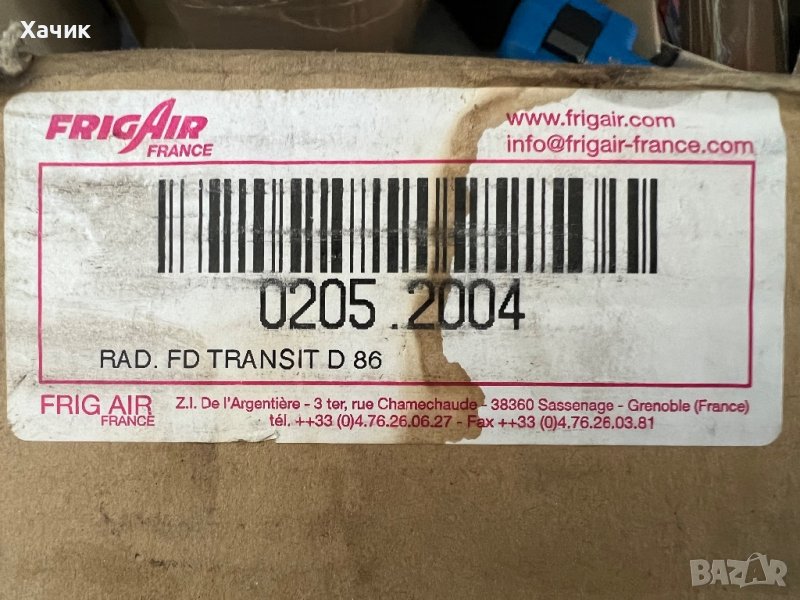 Хачик
FRIGAIR
FRANCE
www.frigair.com
info@frigair-france.com
0205.2004
RAD. FD TRANSIT D 86
FRIG AIR
FRANCE
Z.I. De l'Argentière - 3 ter, rue Chamechaude - 38360 Sassenage - Grenoble (France)
tél. ++33 (0)4.76.26.06.27 - Fax ++33 (0)4.76.26.03.81
BAZAR